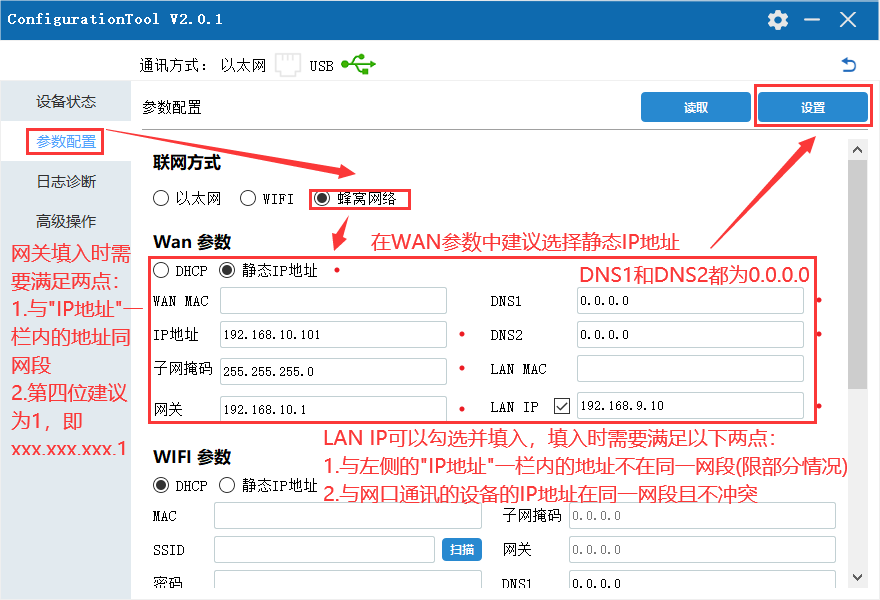 ConfigurationTool V2.0.1
通讯方式： 以太网 USB
设备状态
参数配置
日志诊断
高级操作
参数配置 读取 设置
联网方式
以太网 WIFI 蜂窝网络
Wan 参数
在WAN参数中建议选择静态IP地址
DHCP 静态IP地址
DNS1和DNS2都为0.0.0.0
WAN MAC DNS1 0.0.0.0
IP地址 192.168.10.101 DNS2 0.0.0.0
子网掩码 255.255.255.0 LAN MAC
网关 192.168.10.1 LAN IP 192.168.9.10
网关填入时需
要满足两点：
1.与"IP地址"一
栏内的地址同
网段
2.第四位建议
为1，即
xxx.xxx.xxx.1
LAN IP可以勾选并填入，填入时需要满足以下两点：
1.与左侧的"IP地址"一栏内的地址不在同一网段(限部分情况)
2.与网口通讯的设备的IP地址在同一网段且不冲突
WIFI 参数
DHCP 静态IP地址
MAC 子网掩码 0.0.0.0
SSID 扫描 网关 0.0.0.0
密码 DNS1 0.0.0.0